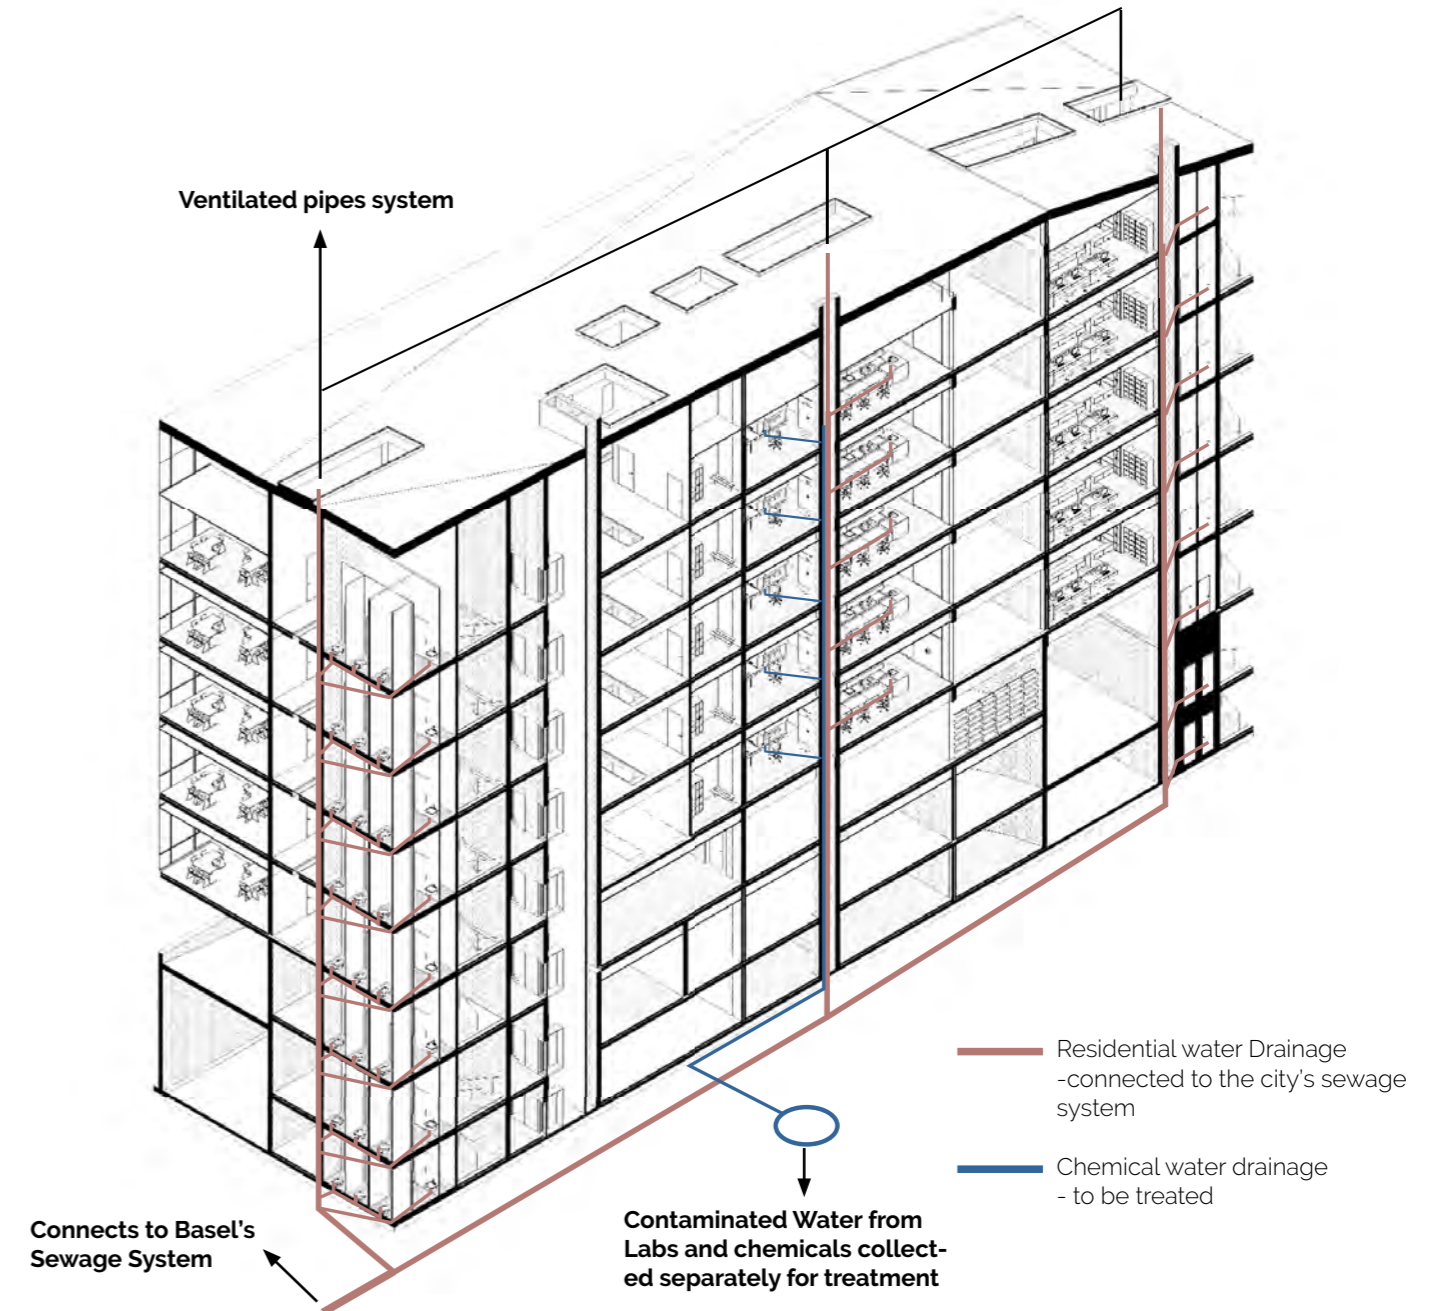 Ventilated pipes system
Residential water Drainage
-connected to the city's sewage
system
Chemical water drainage
- to be treated
Connects to Basel's
Sewage System
Contaminated Water from
Labs and chemicals collect-
ed separately for treatment